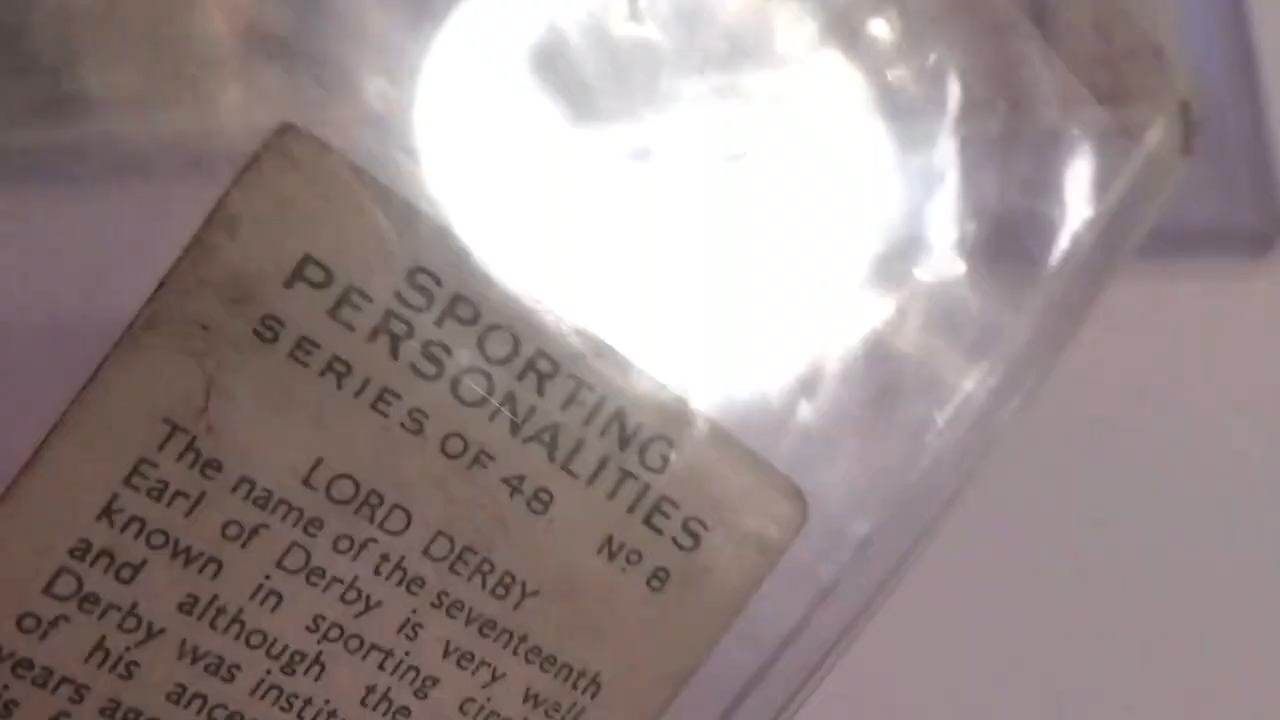 SPORTING
PERSONALITIES
SERIES OF 48 Nº 8
LORD DERBY
The name of the seventeenth
Earl of Derby is very well
known in sporting
and although the
Derby was
of his
years